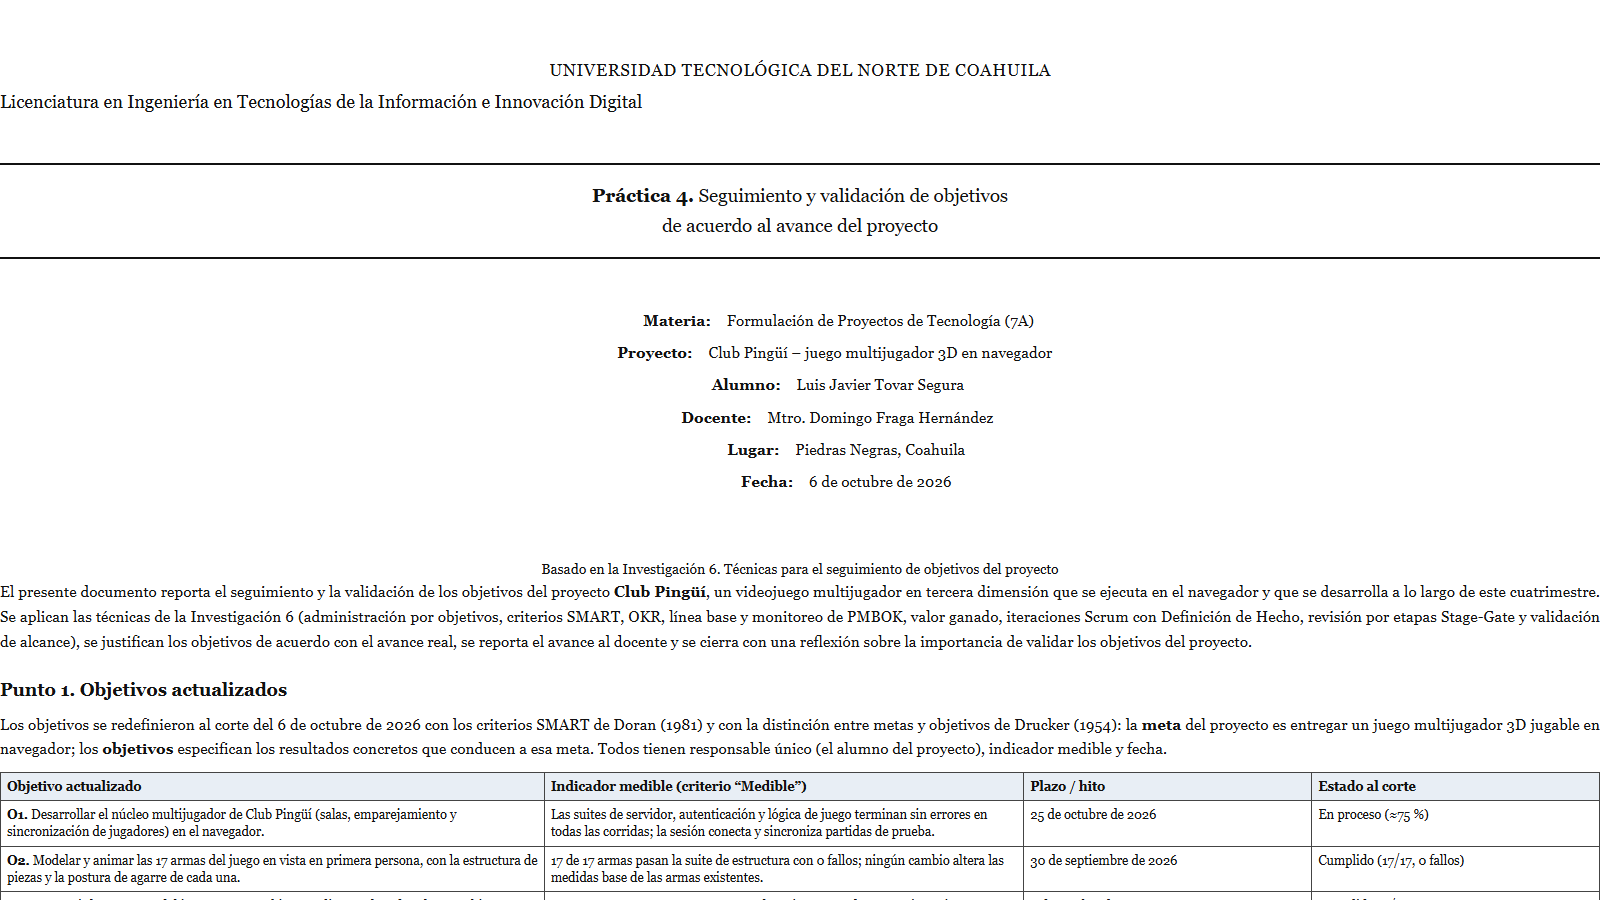 UNIVERSIDAD TECNOLÓGICA DEL NORTE DE COAHUILA
Licenciatura en Ingeniería en Tecnologías de la Información e Innovación Digital
Práctica 4. Seguimiento y validación de objetivos
de acuerdo al avance del proyecto
Materia: Formulación de Proyectos de Tecnología (7A)
Proyecto: Club Pingüí – juego multijugador 3D en navegador
Alumno: Luis Javier Tovar Segura
Docente: Mtro. Domingo Fraga Hernández
Lugar: Piedras Negras, Coahuila
Fecha: 6 de octubre de 2026
Basado en la Investigación 6. Técnicas para el seguimiento de objetivos del proyecto
El presente documento reporta el seguimiento y la validación de los objetivos del proyecto Club Pingüí, un videojuego multijugador en tercera dimensión que se ejecuta en el navegador y que se desarrolla a lo largo de este cuatrimestre.
Se aplican las técnicas de la Investigación 6 (administración por objetivos, criterios SMART, OKR, línea base y monitoreo de PMBOK, valor ganado, iteraciones Scrum con Definición de Hecho, revisión por etapas Stage-Gate y validación
de alcance), se justifican los objetivos de acuerdo con el avance real, se reporta el avance al docente y se cierra con una reflexión sobre la importancia de validar los objetivos del proyecto.
Punto 1. Objetivos actualizados
Los objetivos se redefinieron al corte del 6 de octubre de 2026 con los criterios SMART de Doran (1981) y con la distinción entre metas y objetivos de Drucker (1954): la meta del proyecto es entregar un juego multijugador 3D jugable en
navegador; los objetivos especifican los resultados concretos que conducen a esa meta. Todos tienen responsable único (el alumno del proyecto), indicador medible y fecha.
Objetivo actualizado
Indicador medible (criterio “Medible”)
Plazo / hito
Estado al corte
O1. Desarrollar el núcleo multijugador de Club Pingüí (salas, emparejamiento y
sincronización de jugadores) en el navegador.
Las suites de servidor, autenticación y lógica de juego terminan sin errores en
todas las corridas; la sesión conecta y sincroniza partidas de prueba.
25 de octubre de 2026
En proceso (≈75 %)
O2. Modelar y animar las 17 armas del juego en vista en primera persona, con la estructura de
piezas y la postura de agarre de cada una.
17 de 17 armas pasan la suite de estructura con 0 fallos; ningún cambio altera las
medidas base de las armas existentes.
30 de septiembre de 2026
Cumplido (17/17, 0 fallos)